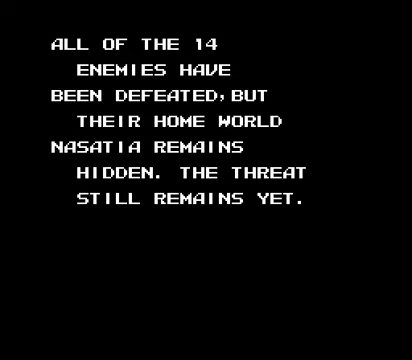 ALL OF THE 14
ENEMIES HAVE
BEEN DEFEATED,BUT
THEIR HOME WORLD
NASATIA REMAINS
HIDDEN. THE THREAT
STILL REMAINS YET.